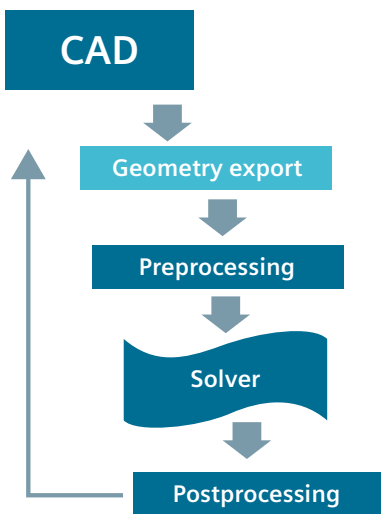 CAD
Geometry export
Preprocessing
Solver
Postprocessing